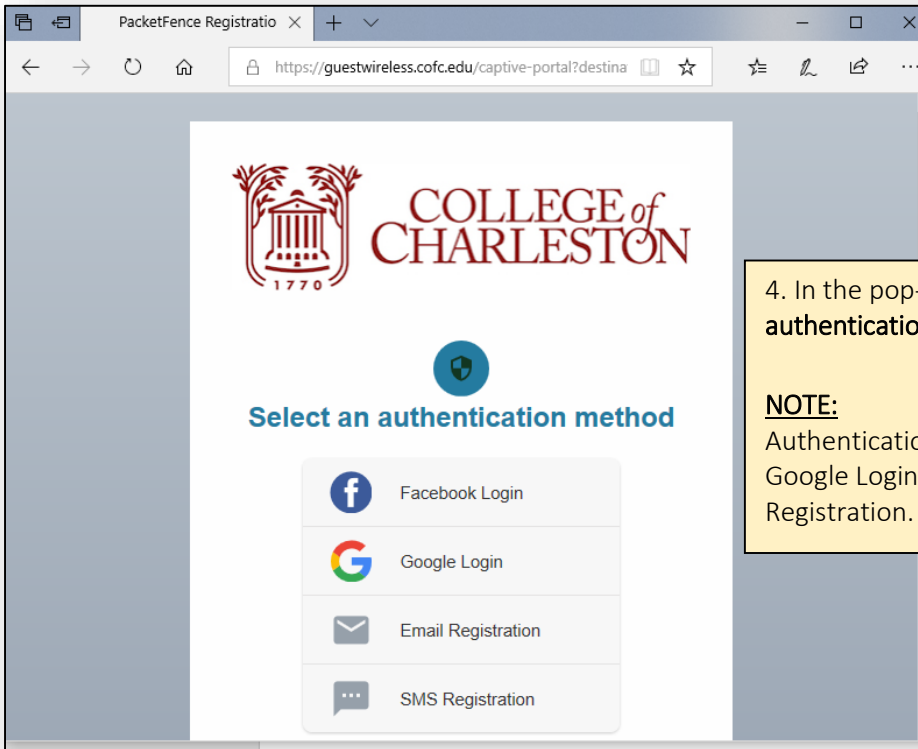 PacketFence Registratio
https://guestwireless.cofc.edu/captive-portal?destina
COLLEGE of
CHARLESTON
1770
Select an authentication method
Facebook Login
Google Login
Email Registration
SMS Registration
4. In the pop-
authenticatio
NOTE:
Authenticatio
Google Login
Registration.